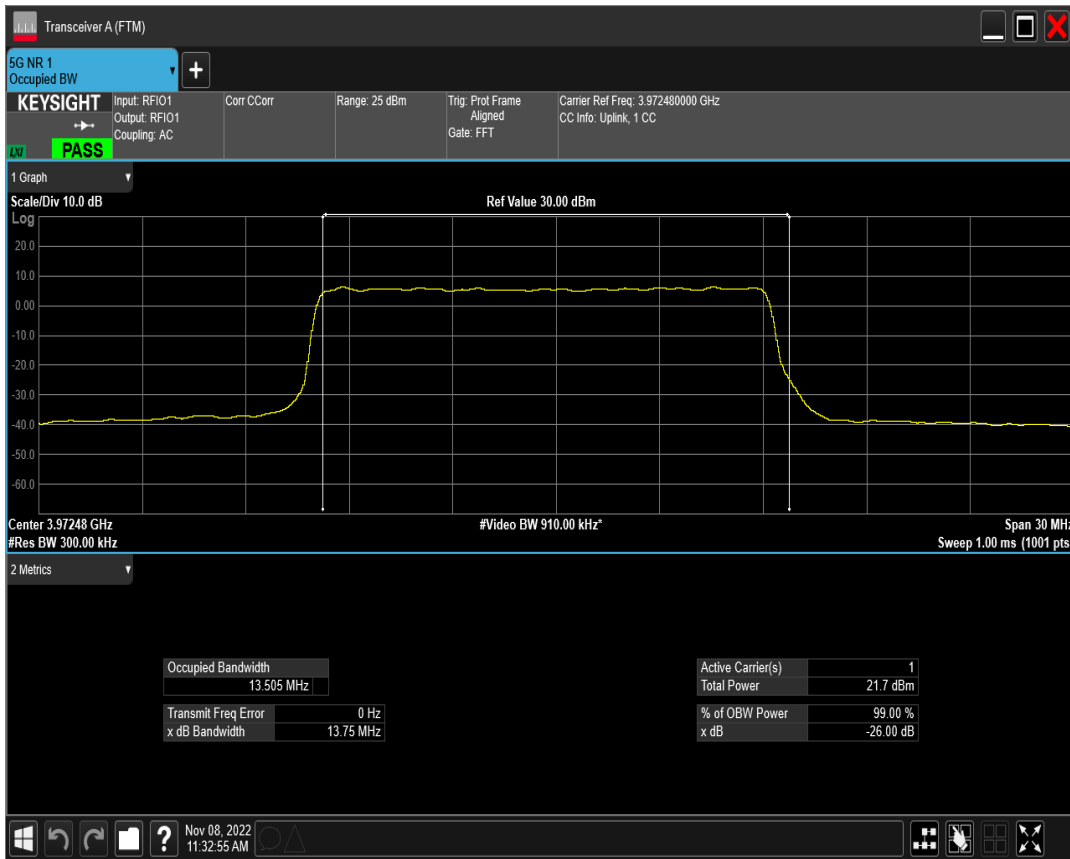 Transceiver A (FTM)
5G NR 1
Occupied BW
+
KEYSIGHT
LXI
PASS
Input: RFIO1
Output: RFIO1
Coupling: AC
Corr CCorr
Range: 25 dBm
Trig: Prot Frame
Aligned
Gate: FFT
Carrier Ref Freq: 3.972480000 GHz
CC Info: Uplink, 1 CC
1 Graph
Scale/Div 10.0 dB
Ref Value 30.00 dBm
Log
20.0
10.0
0.00
-10.0
-20.0
-30.0
-40.0
-50.0
-60.0
Center 3.97248 GHz
#Video BW 910.00 kHz*
Span 30 MHz
#Res BW 300.00 kHz
Sweep 1.00 ms (1001 pts
2 Metrics
Occupied Bandwidth
13.505 MHz
Transmit Freq Error 0 Hz
x dB Bandwidth 13.75 MHz
Active Carrier(s) 1
Total Power 21.7 dBm
% of OBW Power 99.00 %
x dB -26.00 dB
?
Nov 08, 2022
11:32:55 AM